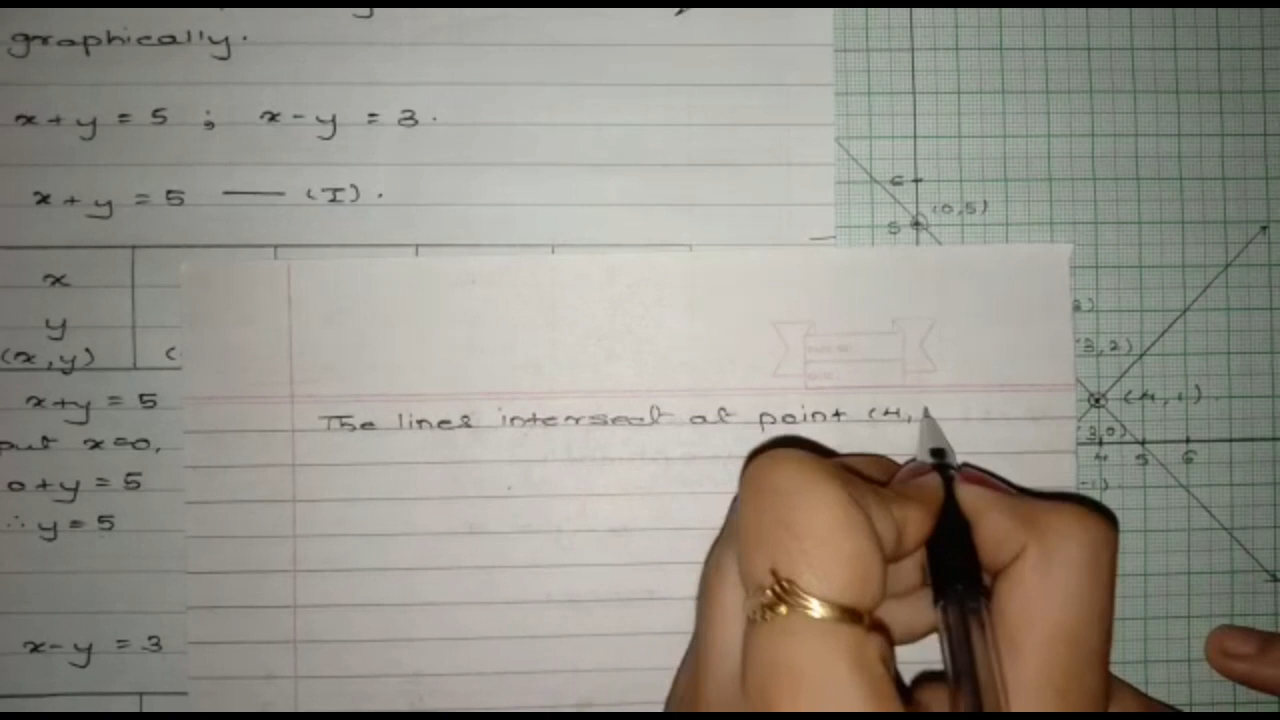 graphically.
x + y = 5 ; x - y = 3.
x + y = 5 — (I).
x
y
(x, y) (
x+y = 5
put x=0,
0 + y = 5
∴ y = 5
x - y = 3
The lines intersect at point (4, 1
6
5 (0,5)
3, 2)
(4, 1)
3,0)
4 5 6
-1)